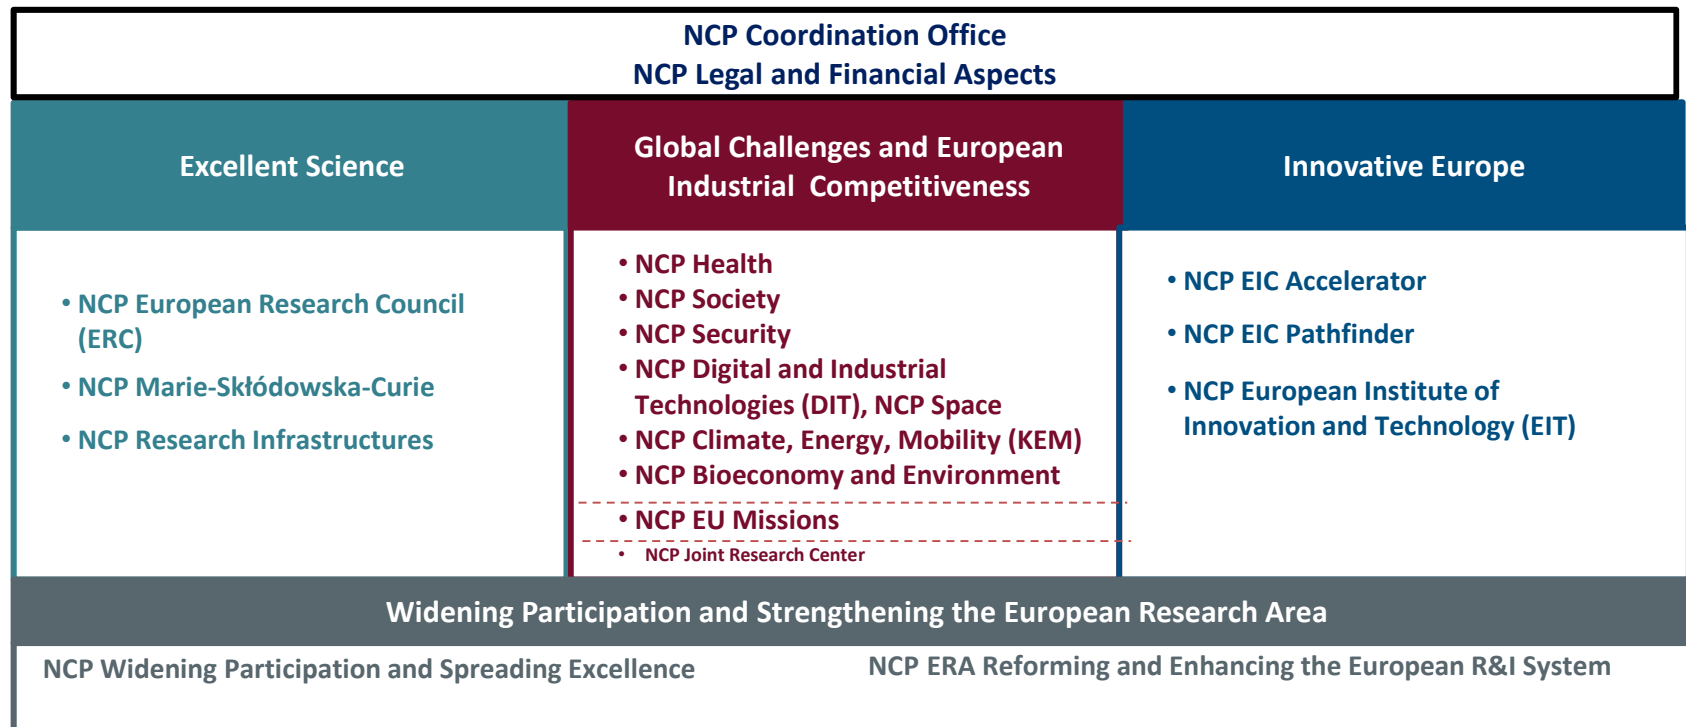 NCP Coordination Office
NCP Legal and Financial Aspects
Excellent Science
Global Challenges and European
Industrial Competitiveness
Innovative Europe
• NCP European Research Council
(ERC)
• NCP Marie-Skłódowska-Curie
• NCP Research Infrastructures
• NCP Health
• NCP Society
• NCP Security
• NCP Digital and Industrial
Technologies (DIT), NCP Space
• NCP Climate, Energy, Mobility (KEM)
• NCP Bioeconomy and Environment
• NCP EU Missions
• NCP Joint Research Center
• NCP EIC Accelerator
• NCP EIC Pathfinder
• NCP European Institute of
Innovation and Technology (EIT)
Widening Participation and Strengthening the European Research Area
NCP Widening Participation and Spreading Excellence
NCP ERA Reforming and Enhancing the European R&I System